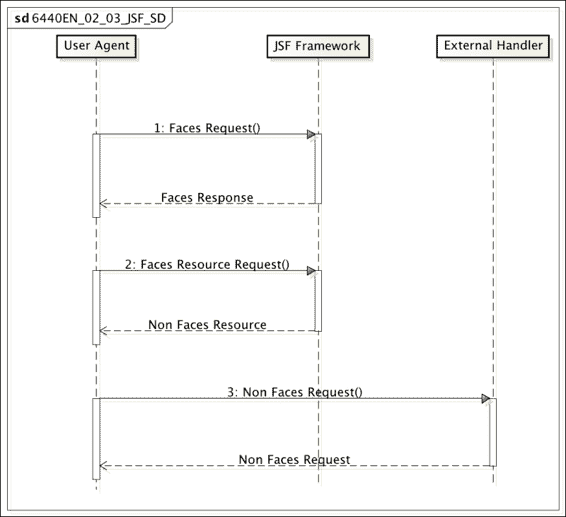 sd 6440EN_02_03_JSF_SD
User Agent
JSF Framework
External Handler
1: Faces Request()
Faces Response
2: Faces Resource Request()
Non Faces Resource
3: Non Faces Request()
Non Faces Request